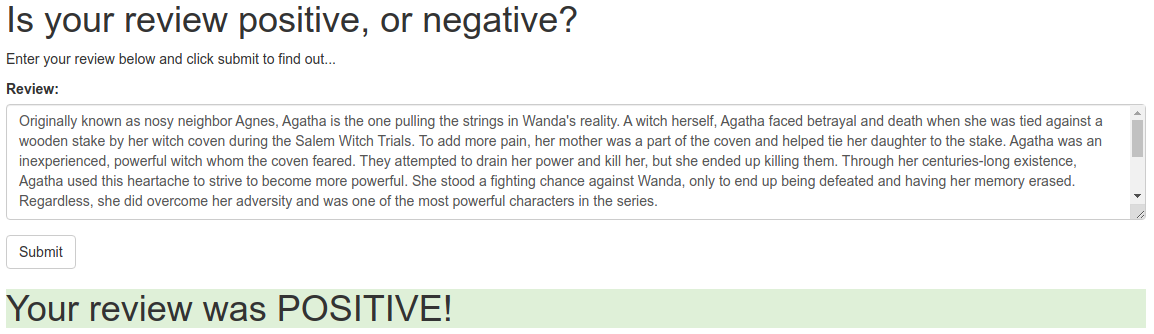 Is your review positive, or negative?
Enter your review below and click submit to find out...
Review:
Originally known as nosy neighbor Agnes, Agatha is the one pulling the strings in Wanda's reality. A witch herself, Agatha faced betrayal and death when she was tied against a
wooden stake by her witch coven during the Salem Witch Trials. To add more pain, her mother was a part of the coven and helped tie her daughter to the stake. Agatha was an
inexperienced, powerful witch whom the coven feared. They attempted to drain her power and kill her, but she ended up killing them. Through her centuries-long existence,
Agatha used this heartache to strive to become more powerful. She stood a fighting chance against Wanda, only to end up being defeated and having her memory erased.
Regardless, she did overcome her adversity and was one of the most powerful characters in the series.
Submit
Your review was POSITIVE!